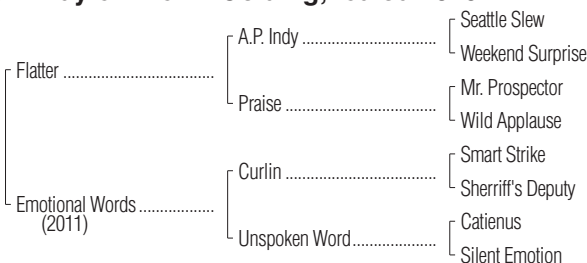 Seattle Slew
A.P. Indy ........................................
Weekend Surprise
Flatter ........................................
Mr. Prospector
Praise ........................................
Wild Applause
Smart Strike
Curlin ........................................
Sherriff's Deputy
Emotional Words ....................
(2011)
Catienus
Unspoken Word ......................
Silent Emotion